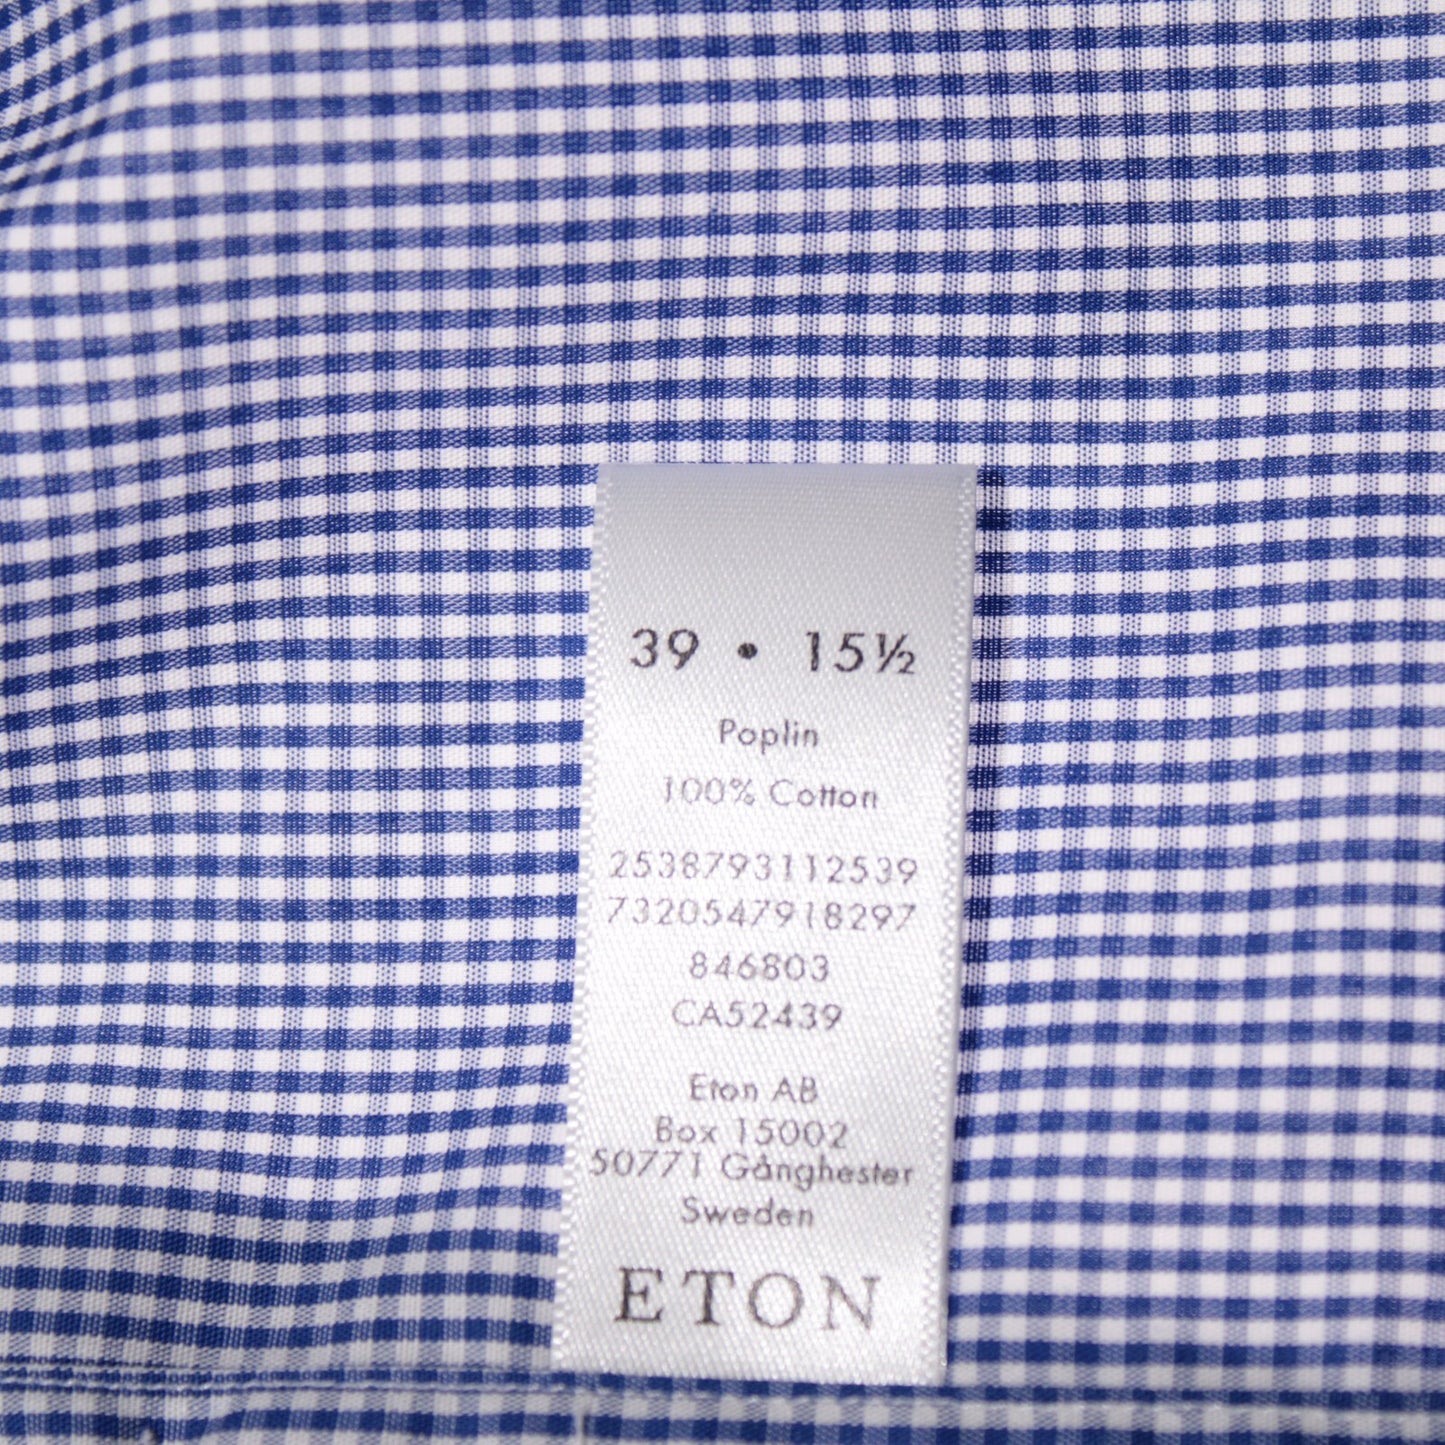 39 • 15½
Poplin
100% Cotton
2538793112539
7320547918297
846803
CA52439
Eton AB
Box 15002
50771 Gånghester
Sweden
ETON